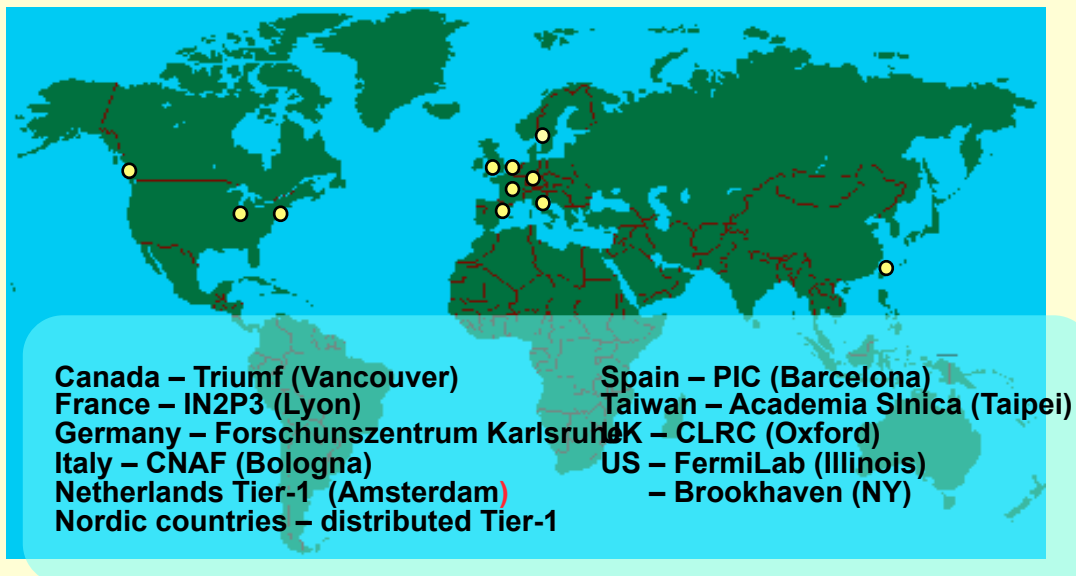 Canada – Triumf (Vancouver)
France – IN2P3 (Lyon)
Germany – Forschunszentrum Karlsruhe
Italy – CNAF (Bologna)
Netherlands Tier-1 (Amsterdam)
Nordic countries – distributed Tier-1
Spain – PIC (Barcelona)
Taiwan – Academia SInica (Taipei)
UK – CLRC (Oxford)
US – FermiLab (Illinois)
– Brookhaven (NY)